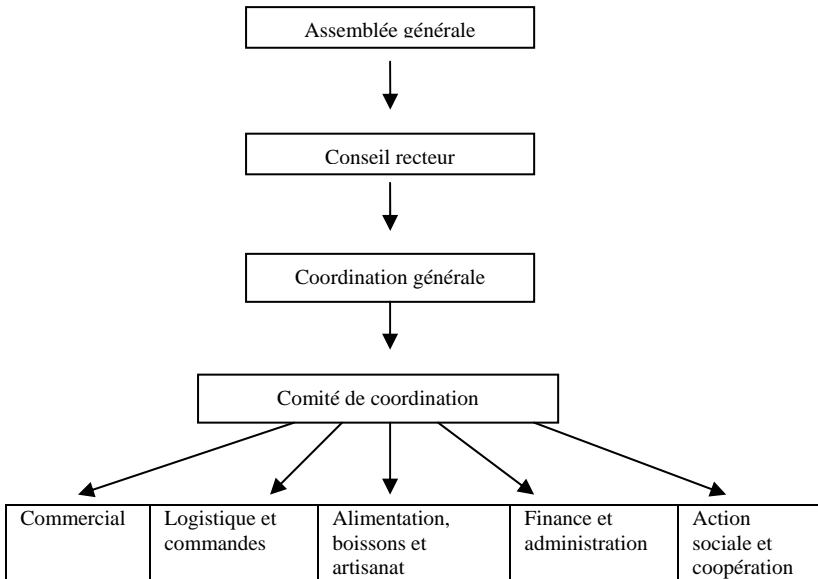 Assemblée générale
Conseil recteur
Coordination générale
Comité de coordination
Commercial
Logistique et
commandes
Alimentation,
boissons et
artisanat
Finance et
administration
Action
sociale et
coopération